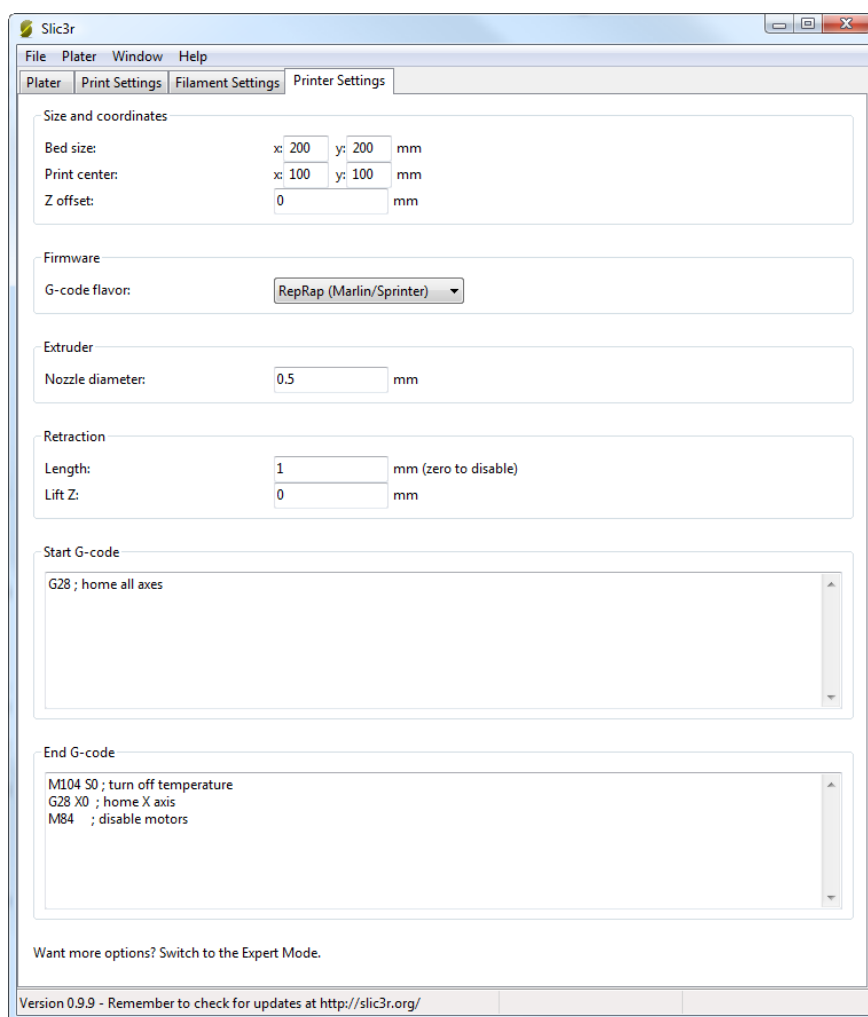 Slic3r
File Plater Window Help
Plater Print Settings Filament Settings Printer Settings
Size and coordinates
Bed size: x: 200 y: 200 mm
Print center: x: 100 y: 100 mm
Z offset: 0 mm
Firmware
G-code flavor: RepRap (Marlin/Sprinter)
Extruder
Nozzle diameter: 0.5 mm
Retraction
Length: 1 mm (zero to disable)
Lift Z: 0 mm
Start G-code
G28 ; home all axes
End G-code
M104 S0 ; turn off temperature
G28 X0  ; home X axis
M84     ; disable motors
Want more options? Switch to the Expert Mode.
Version 0.9.9 - Remember to check for updates at http://slic3r.org/